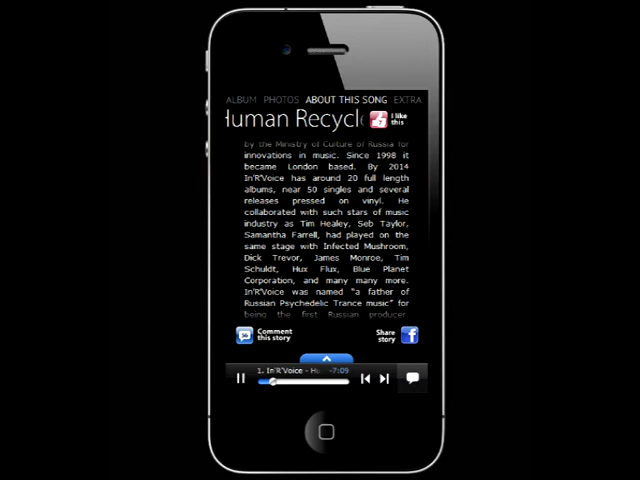 ALBUM PHOTOS ABOUT THIS SONG EXTRA
Human Recycle
I like
this
by the Ministry of Culture of Russia for
innovations in music. Since 1998 it
became London based. By 2014
In'R'Voice has around 20 full length
albums, near 50 singles and several
releases pressed on vinyl. He
collaborated with such stars of music
industry as Tim Healey, Seb Taylor,
Samantha Farrell, had played on the
same stage with Infected Mushroom,
Dick Trevor, James Monroe, Tim
Schuldt, Hux Flux, Blue Planet
Corporation, and many many more.
In'R'Voice was named "a father of
Russian Psychedelic Trance music" for
being the first Russian producer.
Comment
this story
Share
story
f
1. In'R'Voice - Hu
-7:09